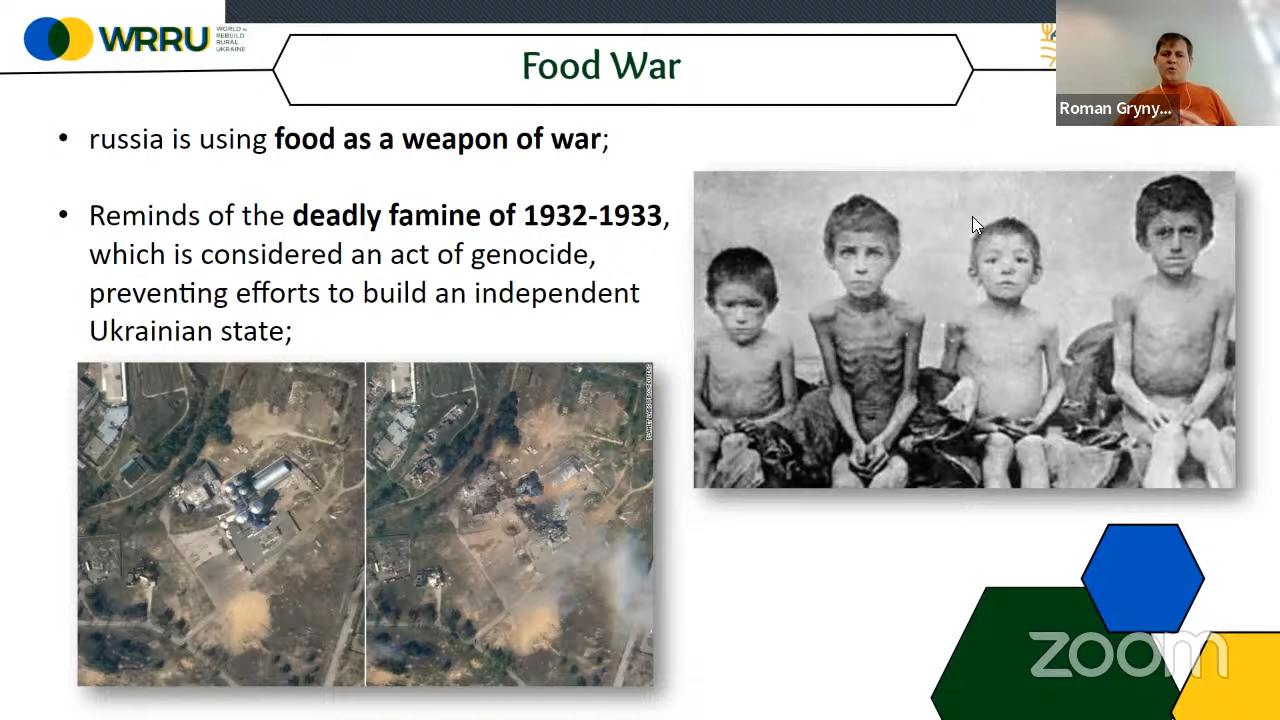 WRRU
WORLD to
REBUILD
RURAL
UKRAINE
Food War
Roman Gryny...
• russia is using food as a weapon of war;
• Reminds of the deadly famine of 1932-1933,
which is considered an act of genocide,
preventing efforts to build an independent
Ukrainian state;
zoom